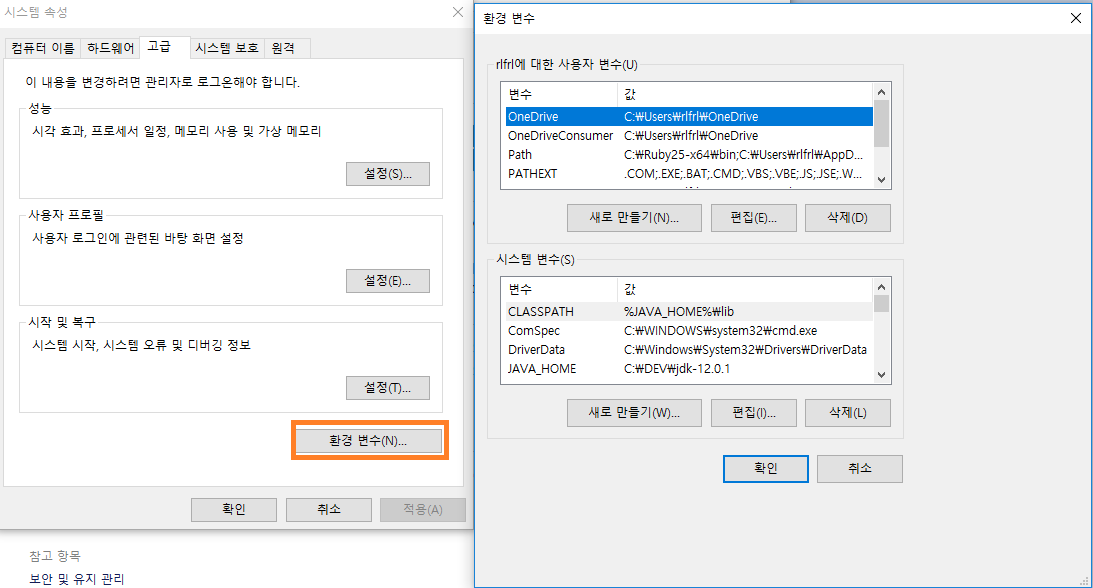 시스템 속성
컴퓨터 이름 하드웨어 고급 시스템 보호 원격
이 내용을 변경하려면 관리자로 로그온해야 합니다.
성능
시각 효과, 프로세서 일정, 메모리 사용 및 가상 메모리
설정(S)...
사용자 프로필
사용자 로그인에 관련된 바탕 화면 설정
설정(E)...
시작 및 복구
시스템 시작, 시스템 오류 및 디버깅 정보
설정(T)...
환경 변수(N)...
확인 취소 적용(A)
참고 항목
보안 및 유지 관리
환경 변수
rlfrl에 대한 사용자 변수(U)
변수 값
OneDrive C:₩Users₩rlfrl₩OneDrive
OneDriveConsumer C:₩Users₩rlfrl₩OneDrive
Path C:₩Ruby25-x64₩bin;C:₩Users₩rlfrl₩AppD...
PATHEXT .COM;.EXE;.BAT;.CMD;.VBS;.VBE;.JS;.JSE;.W...
새로 만들기(N)... 편집(E)... 삭제(D)
시스템 변수(S)
변수 값
CLASSPATH %JAVA_HOME%₩lib
ComSpec C:₩WINDOWS₩system32₩cmd.exe
DriverData C:₩Windows₩System32₩Drivers₩DriverData
JAVA_HOME C:₩DEV₩jdk-12.0.1
새로 만들기(W)... 편집(I)... 삭제(L)
확인 취소